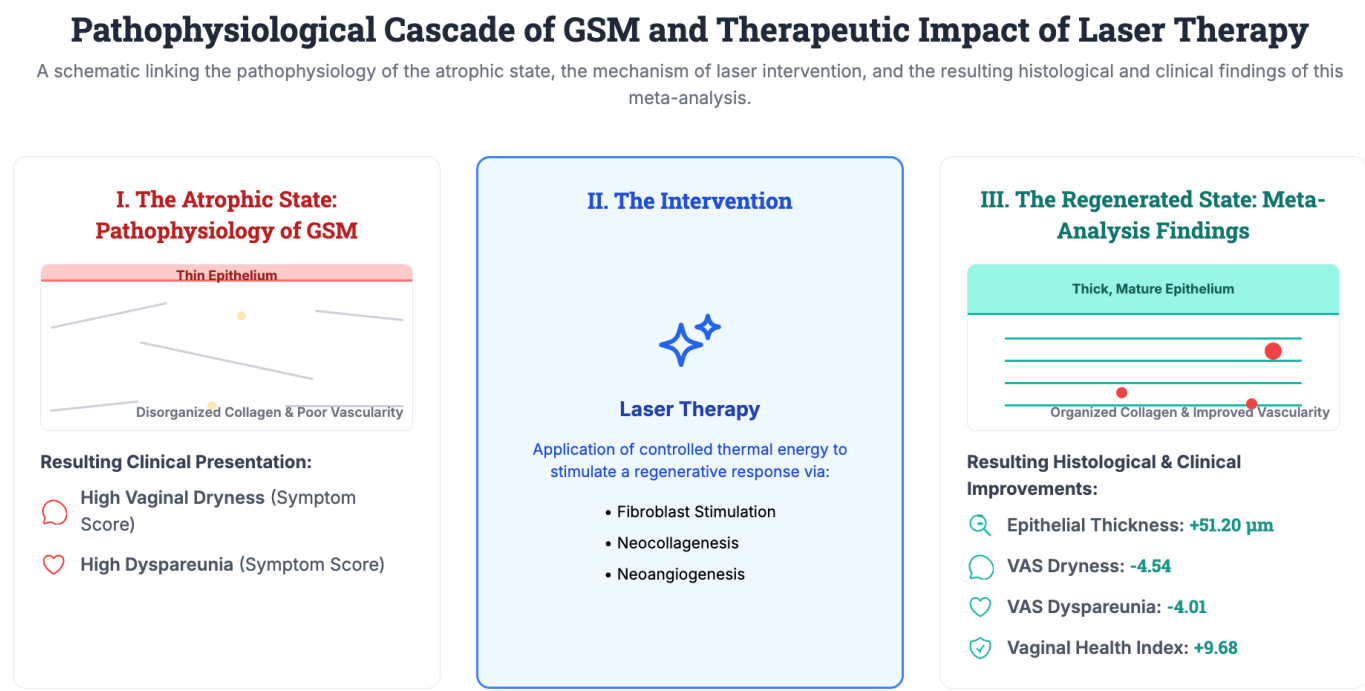 Pathophysiological Cascade of GSM and Therapeutic Impact of Laser Therapy
A schematic linking the pathophysiology of the atrophic state, the mechanism of laser intervention, and the resulting histological and clinical findings of this
meta-analysis.
I. The Atrophic State:
Pathophysiology of GSM
Thin Epithelium
Disorganized Collagen & Poor Vascularity
Resulting Clinical Presentation:
High Vaginal Dryness (Symptom
Score)
High Dyspareunia (Symptom Score)
II. The Intervention
Laser Therapy
Application of controlled thermal energy to
stimulate a regenerative response via:
• Fibroblast Stimulation
• Neocollagenesis
• Neoangiogenesis
III. The Regenerated State: Meta-
Analysis Findings
Thick, Mature Epithelium
Organized Collagen & Improved Vascularity
Resulting Histological & Clinical
Improvements:
Epithelial Thickness: +51.20 µm
VAS Dryness: -4.54
VAS Dyspareunia: -4.01
Vaginal Health Index: +9.68